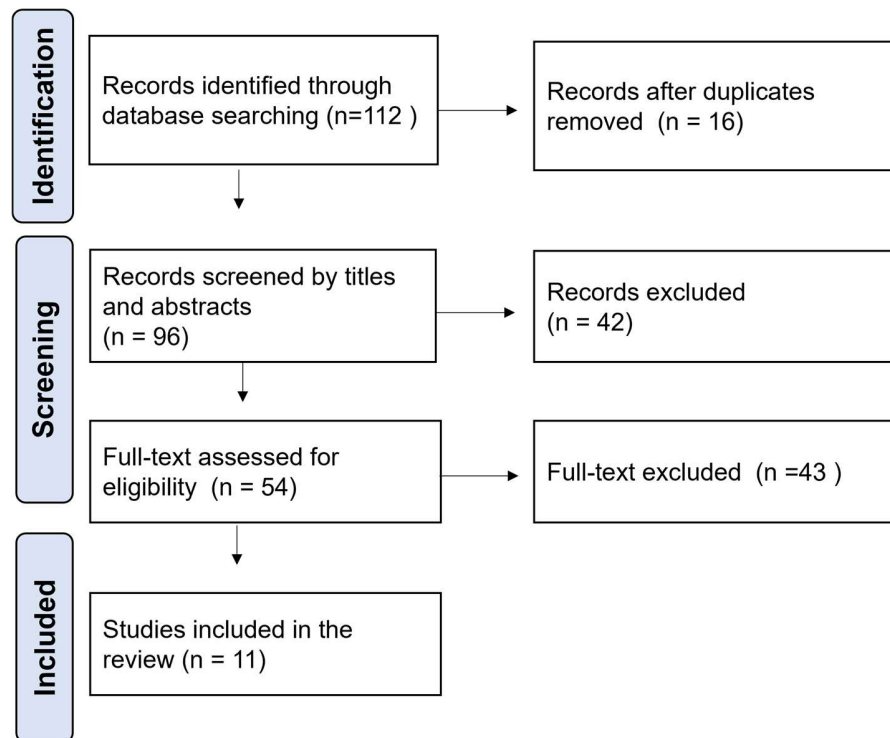 Identification
Records identified through
database searching (n=112 )
Records after duplicates
removed  (n = 16)
Screening
Records screened by titles
and abstracts
(n = 96)
Records excluded
(n = 42)
Full-text assessed for
eligibility  (n = 54)
Full-text excluded  (n =43 )
Included
Studies included in the
review (n = 11)